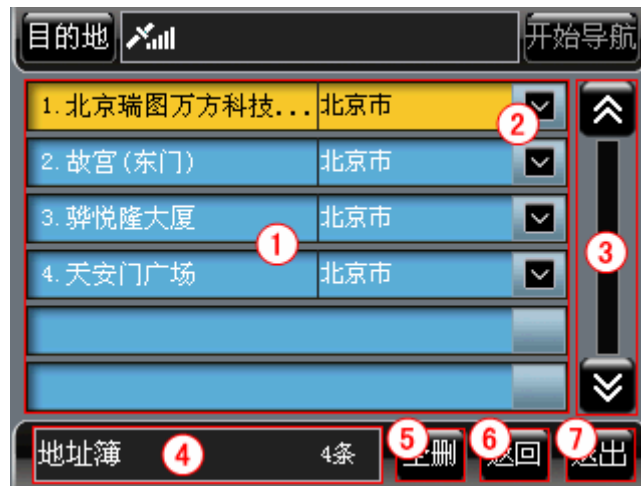 目的地 开始导航
1.北京瑞图万方科技... 北京市
2
2.故宫(东门) 北京市
3.骅悦隆大厦 北京市
1
3
4.天安门广场 北京市
地址簿 4 4条 5 全删 6 返回 7 退出